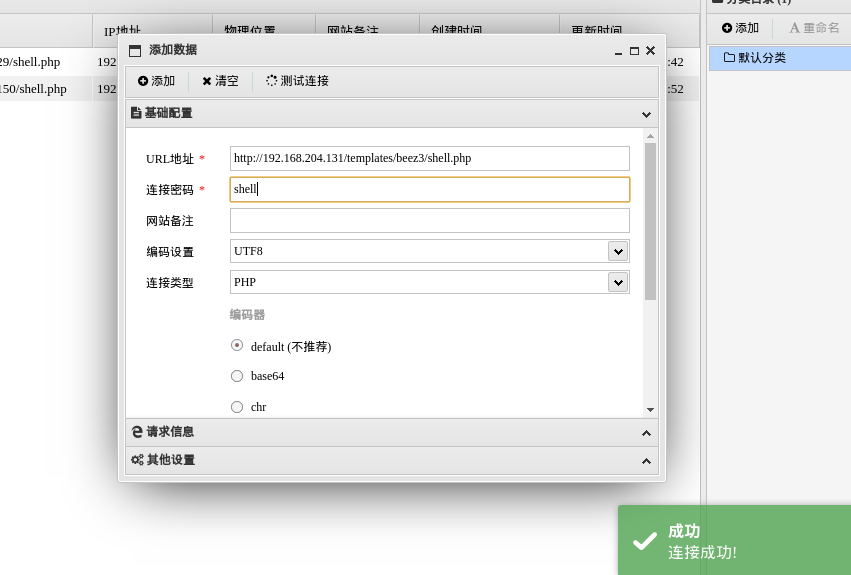 分类目录 (1)
IP地址 物理位置 网站备注 创建时间 更新时间
添加 重命名
29/shell.php 192 :42
默认分类
150/shell.php 192 :52
添加数据
添加 清空 测试连接
基础配置
URL地址 * http://192.168.204.131/templates/beez3/shell.php
连接密码 * shell
网站备注
编码设置 UTF8
连接类型 PHP
编码器
default (不推荐)
base64
chr
请求信息
其他设置
成功
连接成功!